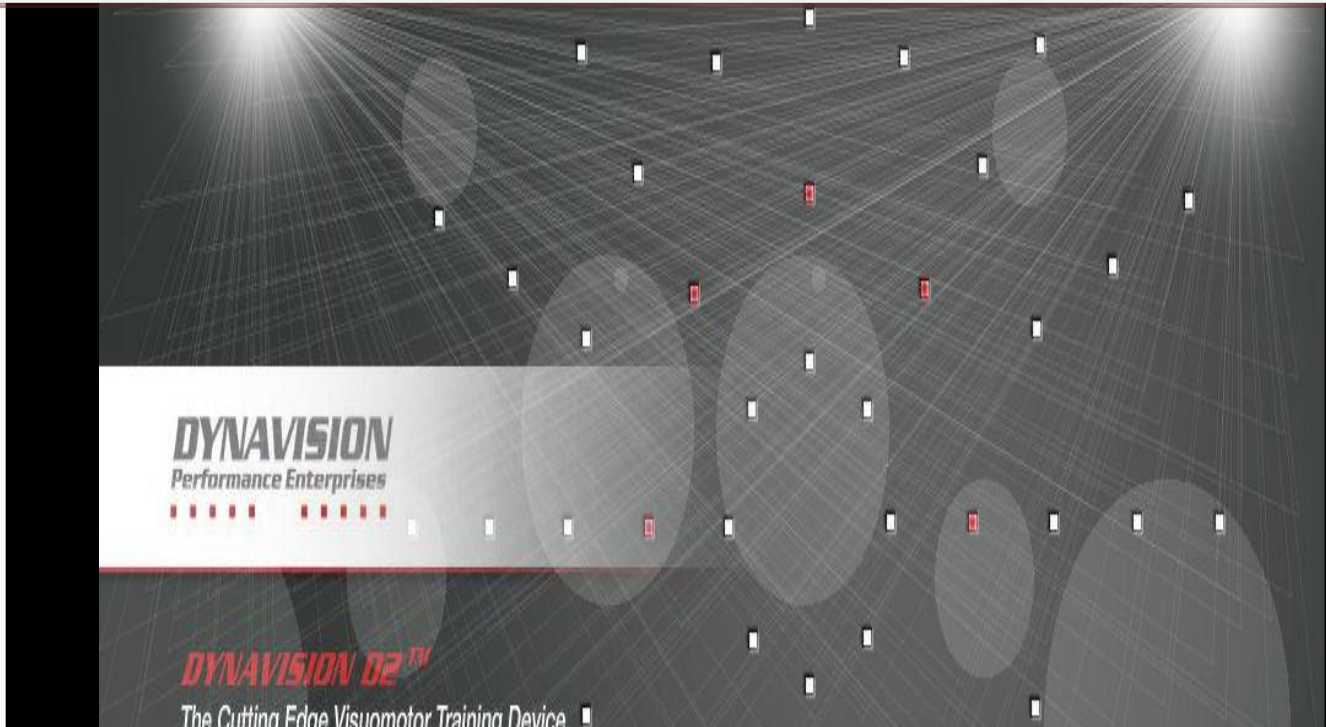 DYNAVISION
Performance Enterprises
DYNAVISION D2™
The Cutting Edge Visuomotor Training Device